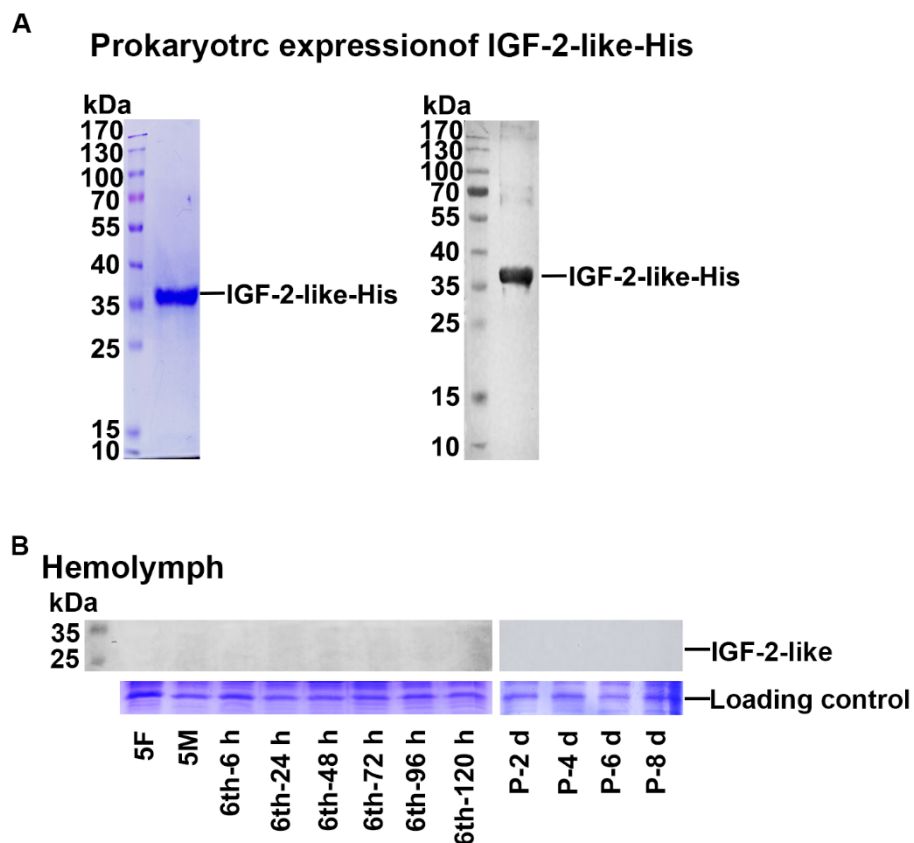 A
Prokaryotrc expressionof IGF-2-like-His
kDa
170
130
100
70
55
40
35
25
15
10
IGF-2-like-His
kDa
170
130
100
70
55
40
35
25
15
10
IGF-2-like-His
B
Hemolymph
kDa
35
25
IGF-2-like
Loading control
5F
5M
6th-6 h
6th-24 h
6th-48 h
6th-72 h
6th-96 h
6th-120 h
P-2 d
P-4 d
P-6 d
P-8 d